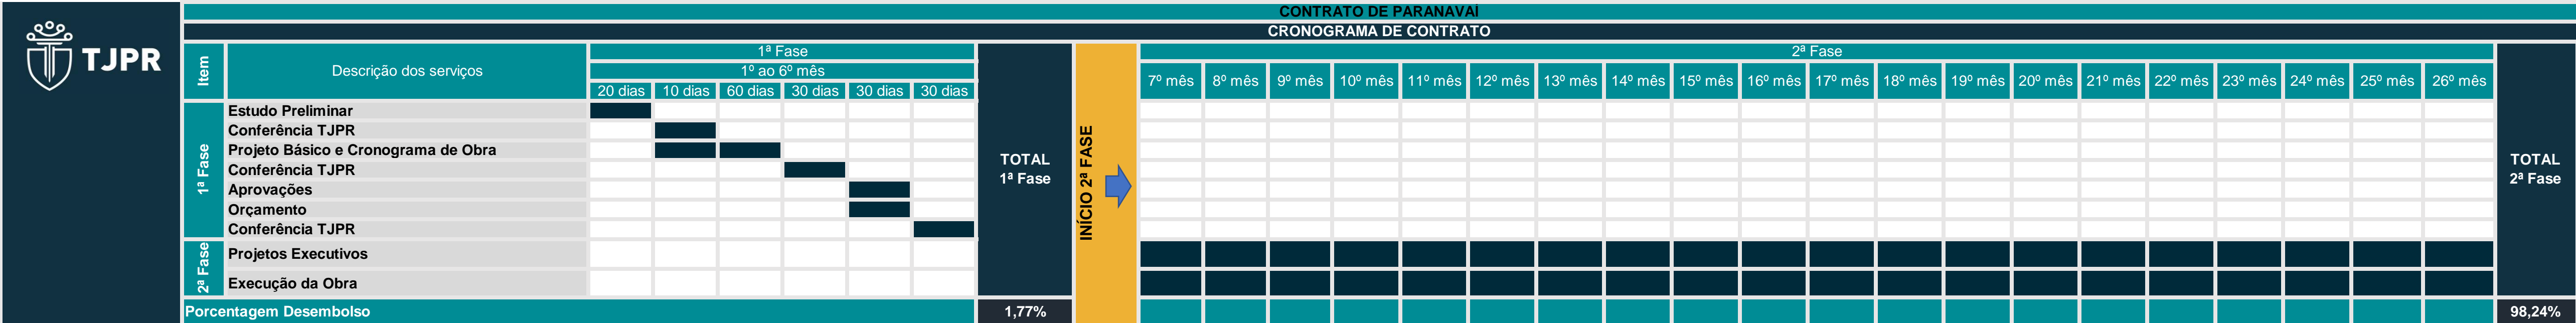 TJPR
CONTRATO DE PARANAVAÍ
CRONOGRAMA DE CONTRATO
Item
Descrição dos serviços
1ª Fase
1º ao 6º mês
20 dias 10 dias 60 dias 30 dias 30 dias 30 dias
TOTAL
1ª Fase
INÍCIO 2ª FASE
2ª Fase
7º mês 8º mês 9º mês 10º mês 11º mês 12º mês 13º mês 14º mês 15º mês 16º mês 17º mês 18º mês 19º mês 20º mês 21º mês 22º mês 23º mês 24º mês 25º mês 26º mês
TOTAL
2ª Fase
1ª Fase
Estudo Preliminar
Conferência TJPR
Projeto Básico e Cronograma de Obra
Conferência TJPR
Aprovações
Orçamento
Conferência TJPR
2ª Fase
Projetos Executivos
Execução da Obra
Porcentagem Desembolso 1,77% 98,24%